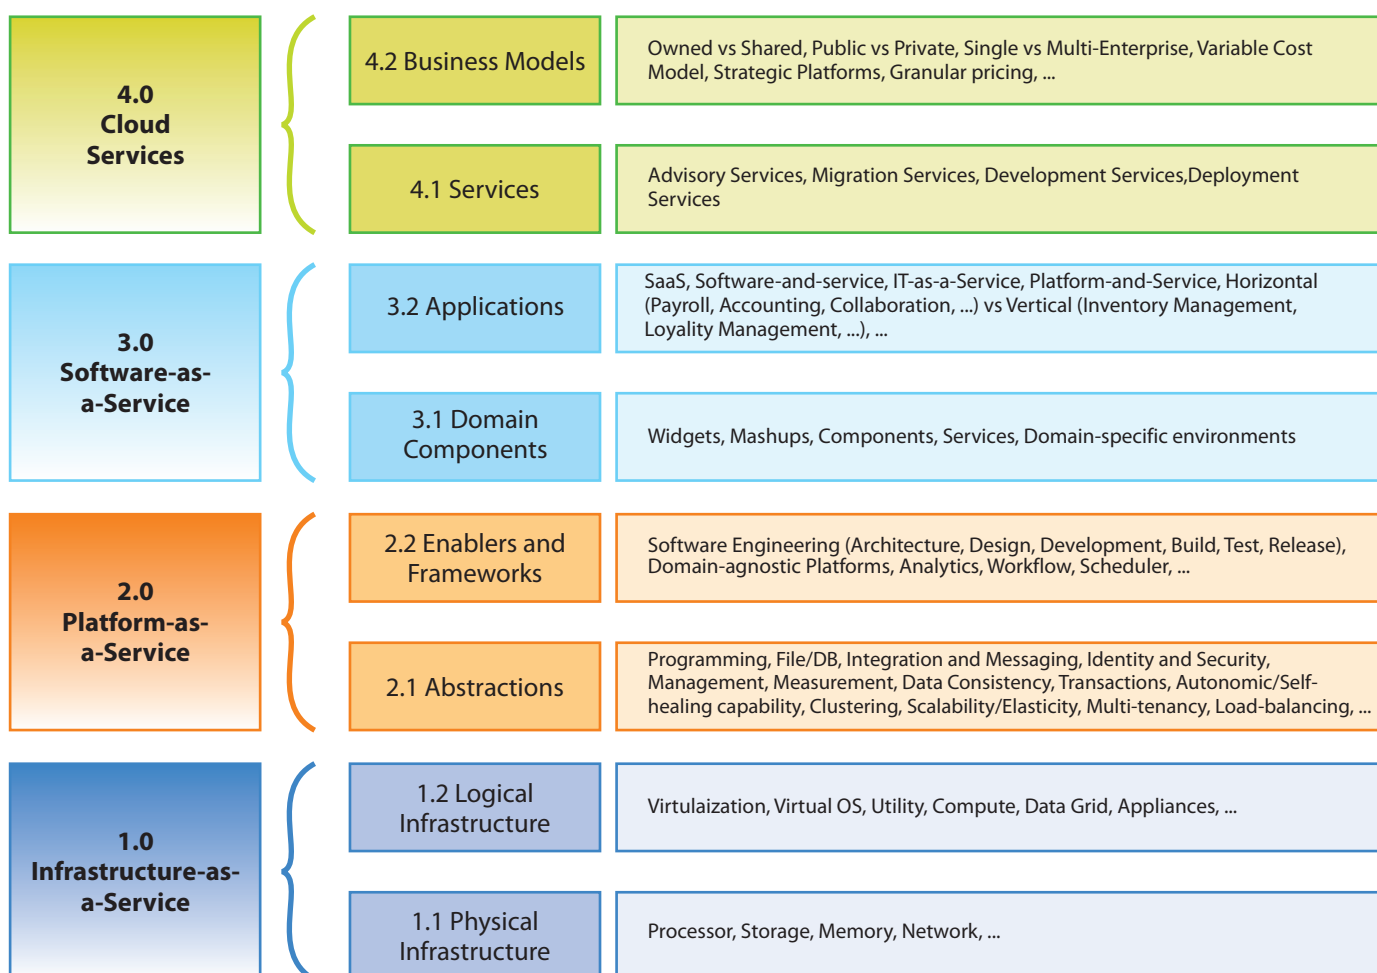 4.0
Cloud
Services
4.2 Business Models
Owned vs Shared, Public vs Private, Single vs Multi-Enterprise, Variable Cost
Model, Strategic Platforms, Granular pricing, ...
4.1 Services
Advisory Services, Migration Services, Development Services,Deployment
Services
3.0
Software-as-
a-Service
3.2 Applications
SaaS, Software-and-service, IT-as-a-Service, Platform-and-Service, Horizontal
(Payroll, Accounting, Collaboration, ...) vs Vertical (Inventory Management,
Loyality Management, ...), ...
3.1 Domain
Components
Widgets, Mashups, Components, Services, Domain-specific environments
2.0
Platform-as-
a-Service
2.2 Enablers and
Frameworks
Software Engineering (Architecture, Design, Development, Build, Test, Release),
Domain-agnostic Platforms, Analytics, Workflow, Scheduler, ...
2.1 Abstractions
Programming, File/DB, Integration and Messaging, Identity and Security,
Management, Measurement, Data Consistency, Transactions, Autonomic/Self-
healing capability, Clustering, Scalability/Elasticity, Multi-tenancy, Load-balancing, ...
1.0
Infrastructure-as-
a-Service
1.2 Logical
Infrastructure
Virtulaization, Virtual OS, Utility, Compute, Data Grid, Appliances, ...
1.1 Physical
Infrastructure
Processor, Storage, Memory, Network, ...